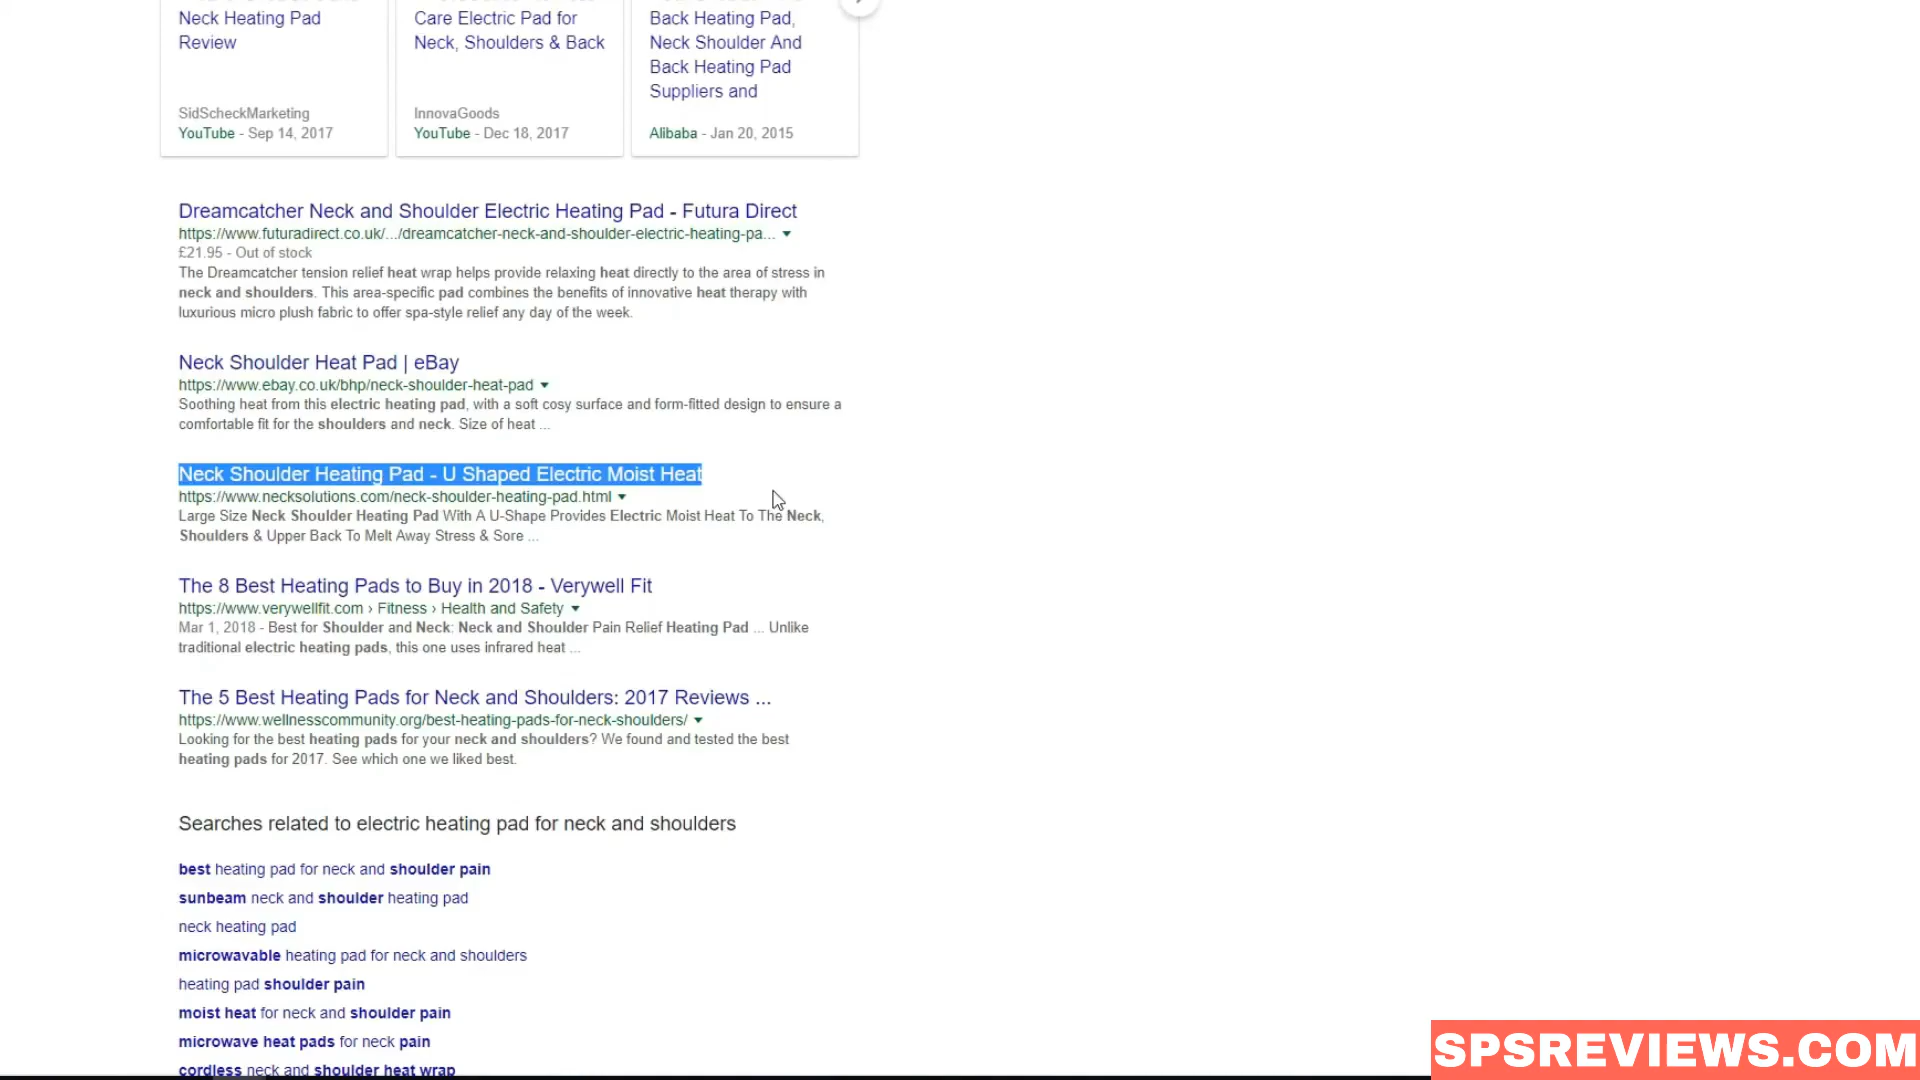 Neck Heating Pad
Review
SidScheckMarketing
YouTube - Sep 14, 2017
Care Electric Pad for
Neck, Shoulders & Back
InnovaGoods
YouTube - Dec 18, 2017
Back Heating Pad,
Neck Shoulder And
Back Heating Pad
Suppliers and
Alibaba - Jan 20, 2015
Dreamcatcher Neck and Shoulder Electric Heating Pad - Futura Direct
https://www.futuradirect.co.uk/.../dreamcatcher-neck-and-shoulder-electric-heating-pa...
£21.95 - Out of stock
The Dreamcatcher tension relief heat wrap helps provide relaxing heat directly to the area of stress in
neck and shoulders. This area-specific pad combines the benefits of innovative heat therapy with
luxurious micro plush fabric to offer spa-style relief any day of the week.
Neck Shoulder Heat Pad | eBay
https://www.ebay.co.uk/bhp/neck-shoulder-heat-pad
Soothing heat from this electric heating pad, with a soft cosy surface and form-fitted design to ensure a
comfortable fit for the shoulders and neck. Size of heat ...
Neck Shoulder Heating Pad - U Shaped Electric Moist Heat
https://www.necksolutions.com/neck-shoulder-heating-pad.html
Large Size Neck Shoulder Heating Pad With A U-Shape Provides Electric Moist Heat To The Neck,
Shoulders & Upper Back To Melt Away Stress & Sore ...
The 8 Best Heating Pads to Buy in 2018 - Verywell Fit
https://www.verywellfit.com › Fitness › Health and Safety
Mar 1, 2018 - Best for Shoulder and Neck: Neck and Shoulder Pain Relief Heating Pad ... Unlike
traditional electric heating pads, this one uses infrared heat ...
The 5 Best Heating Pads for Neck and Shoulders: 2017 Reviews ...
https://www.wellnesscommunity.org/best-heating-pads-for-neck-shoulders/
Looking for the best heating pads for your neck and shoulders? We found and tested the best
heating pads for 2017. See which one we liked best.
Searches related to electric heating pad for neck and shoulders
best heating pad for neck and shoulder pain
sunbeam neck and shoulder heating pad
neck heating pad
microwavable heating pad for neck and shoulders
heating pad shoulder pain
moist heat for neck and shoulder pain
microwave heat pads for neck pain
cordless neck and shoulder heat wrap
SPSREVIEWS.COM